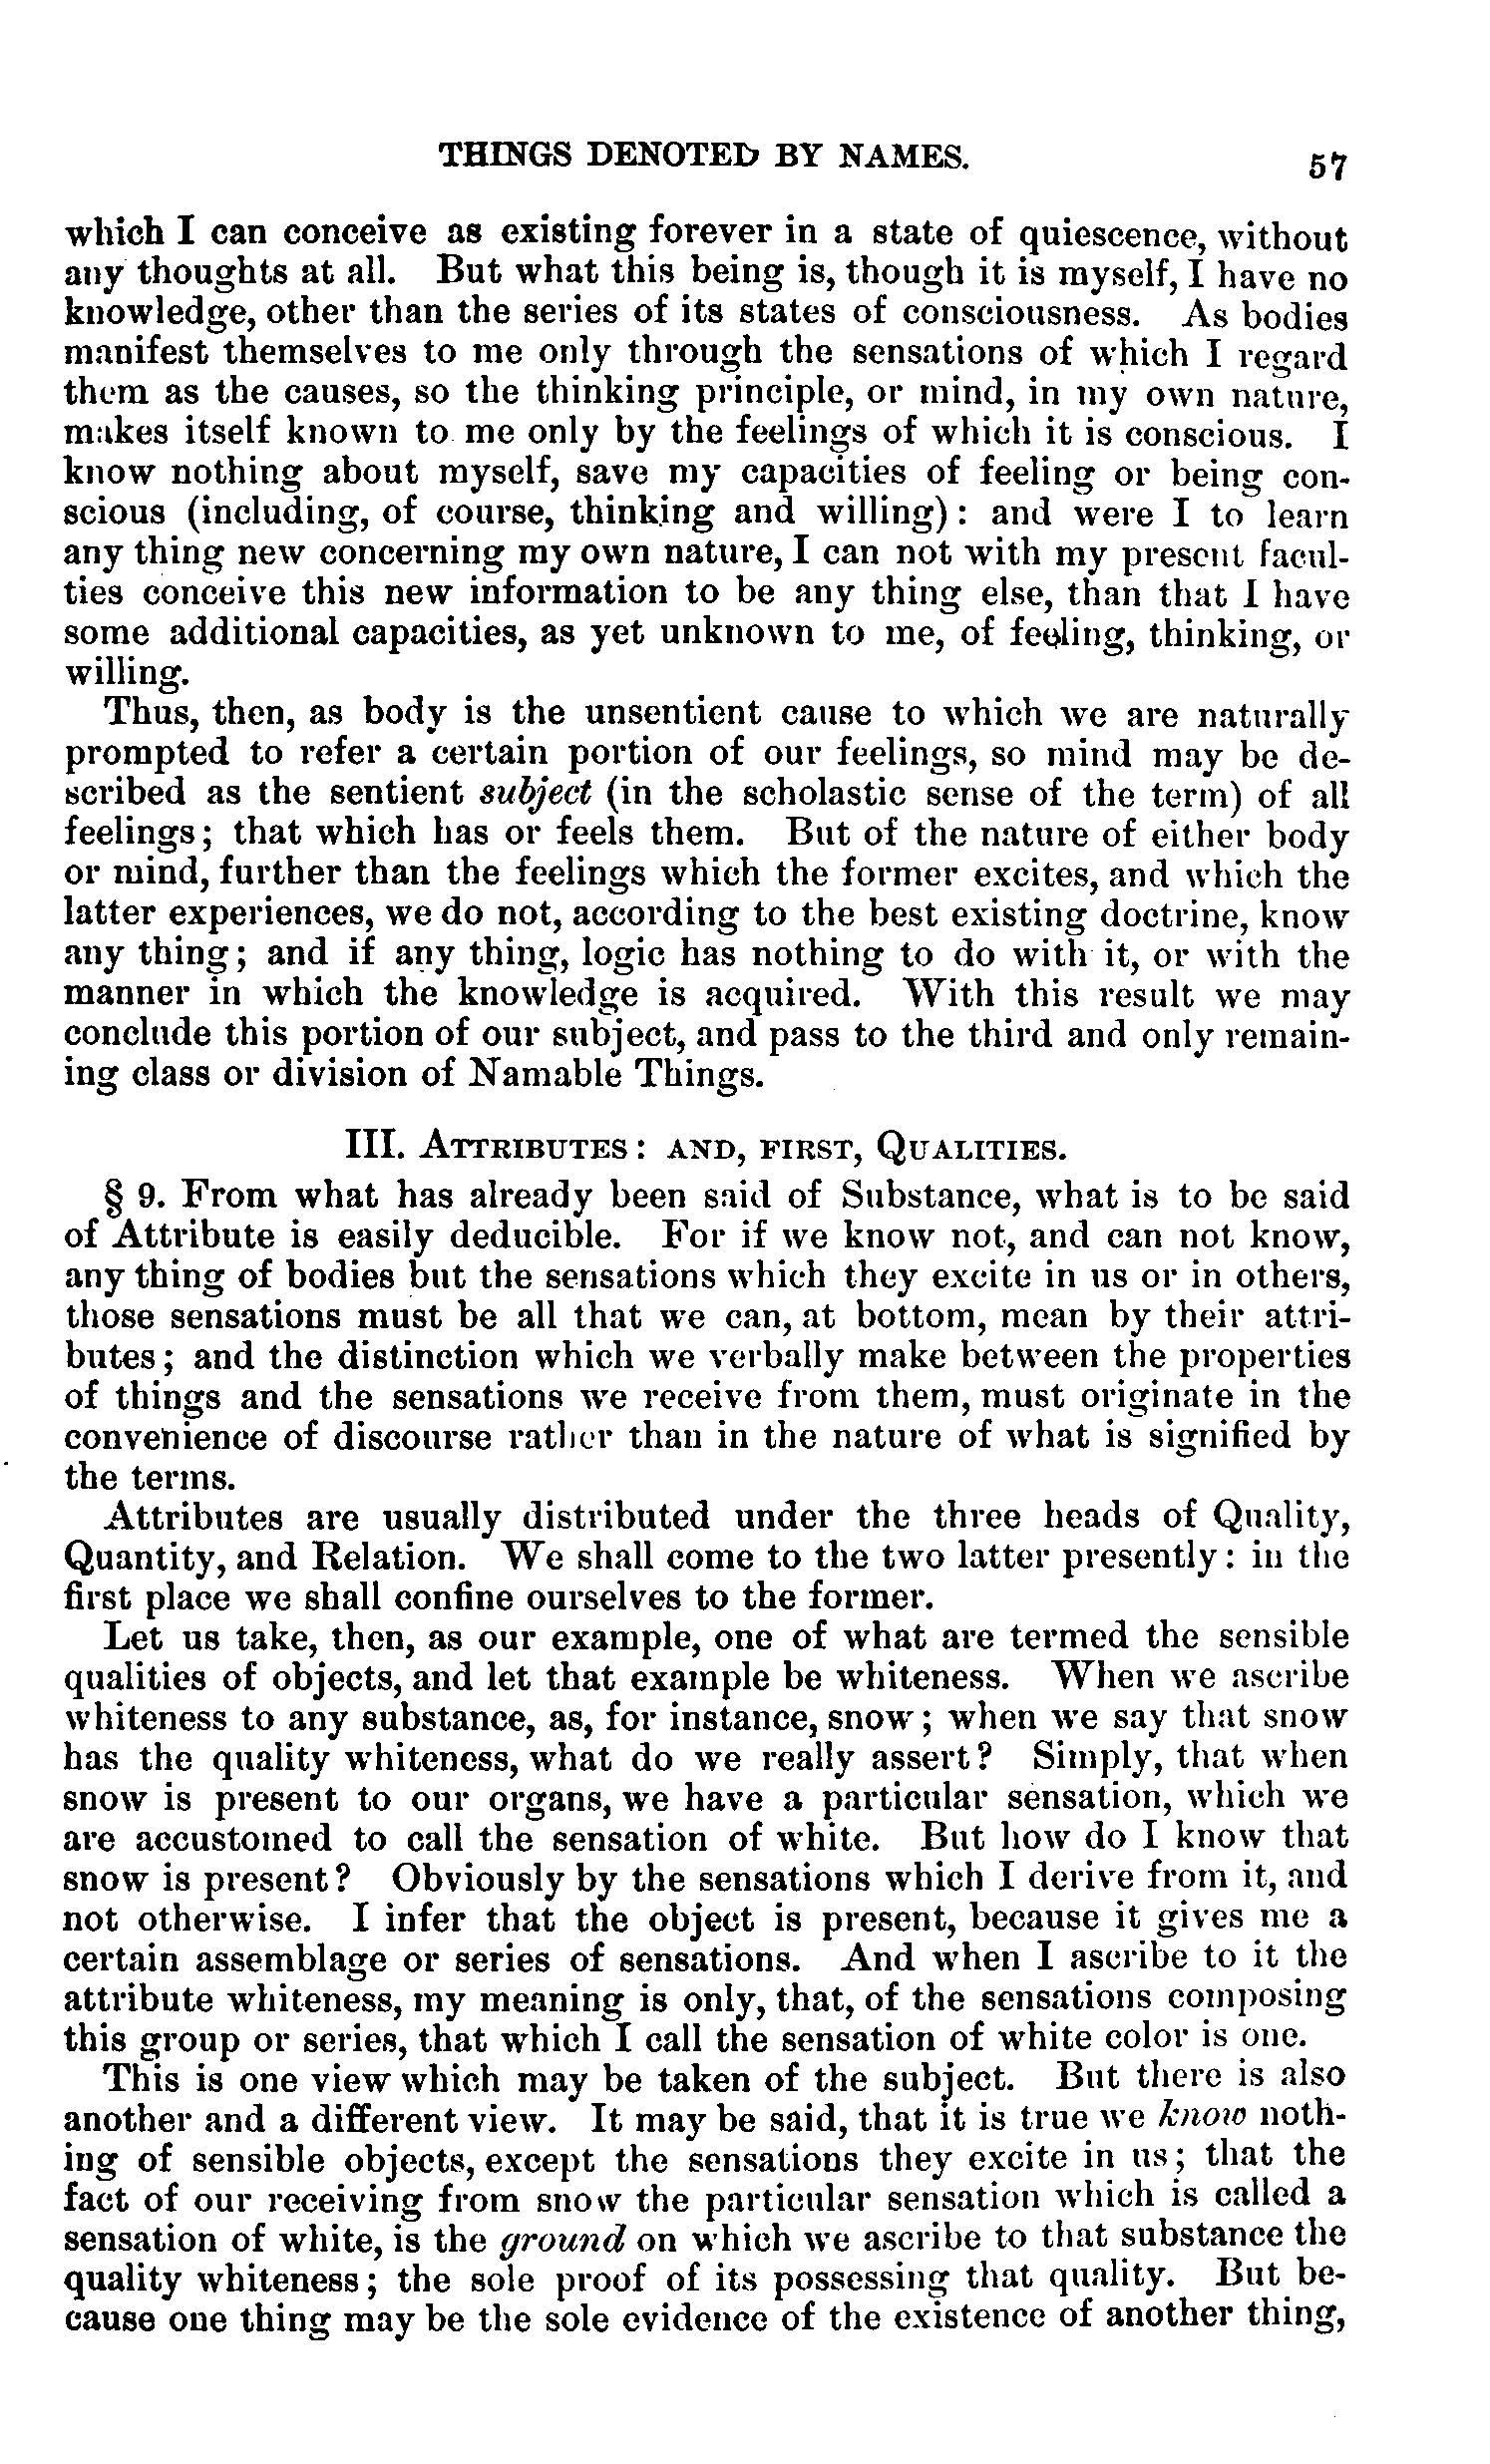 THINGS DENOTED BY NAMES. 57
which I can conceive as existing forever in a state of quiescence, without
any thoughts at all. But what this being is, though it is myself, I have no
knowledge, other than the series of its states of consciousness. As bodies
manifest themselves to me only through the sensations of which I regard
them as the causes, so the thinking principle, or mind, in my own nature,
makes itself known to me only by the feelings of which it is conscious. I
know nothing about myself, save my capacities of feeling or being con-
scious (including, of course, thinking and willing): and were I to learn
any thing new concerning my own nature, I can not with my present facul-
ties conceive this new information to be any thing else, than that I have
some additional capacities, as yet unknown to me, of feeling, thinking, or
willing.
Thus, then, as body is the unsentient cause to which we are naturally
prompted to refer a certain portion of our feelings, so mind may be de-
scribed as the sentient subject (in the scholastic sense of the term) of all
feelings; that which has or feels them. But of the nature of either body
or mind, further than the feelings which the former excites, and which the
latter experiences, we do not, according to the best existing doctrine, know
any thing; and if any thing, logic has nothing to do with it, or with the
manner in which the knowledge is acquired. With this result we may
conclude this portion of our subject, and pass to the third and only remain-
ing class or division of Namable Things.
III. ATTRIBUTES: AND, FIRST, QUALITIES.
§ 9. From what has already been said of Substance, what is to be said
of Attribute is easily deducible. For if we know not, and can not know,
any thing of bodies but the sensations which they excite in us or in others,
those sensations must be all that we can, at bottom, mean by their attri-
butes; and the distinction which we verbally make between the properties
of things and the sensations we receive from them, must originate in the
convenience of discourse rather than in the nature of what is signified by
the terms.
Attributes are usually distributed under the three heads of Quality,
Quantity, and Relation. We shall come to the two latter presently: in the
first place we shall confine ourselves to the former.
Let us take, then, as our example, one of what are termed the sensible
qualities of objects, and let that example be whiteness. When we ascribe
whiteness to any substance, as, for instance, snow; when we say that snow
has the quality whiteness, what do we really assert? Simply, that when
snow is present to our organs, we have a particular sensation, which we
are accustomed to call the sensation of white. But how do I know that
snow is present? Obviously by the sensations which I derive from it, and
not otherwise. I infer that the object is present, because it gives me a
certain assemblage or series of sensations. And when I ascribe to it the
attribute whiteness, my meaning is only, that, of the sensations composing
this group or series, that which I call the sensation of white color is one.
This is one view which may be taken of the subject. But there is also
another and a different view. It may be said, that it is true we know noth-
ing of sensible objects, except the sensations they excite in us; that the
fact of our receiving from snow the particular sensation which is called a
sensation of white, is the ground on which we ascribe to that substance the
quality whiteness; the sole proof of its possessing that quality. But be-
cause one thing may be the sole evidence of the existence of another thing,